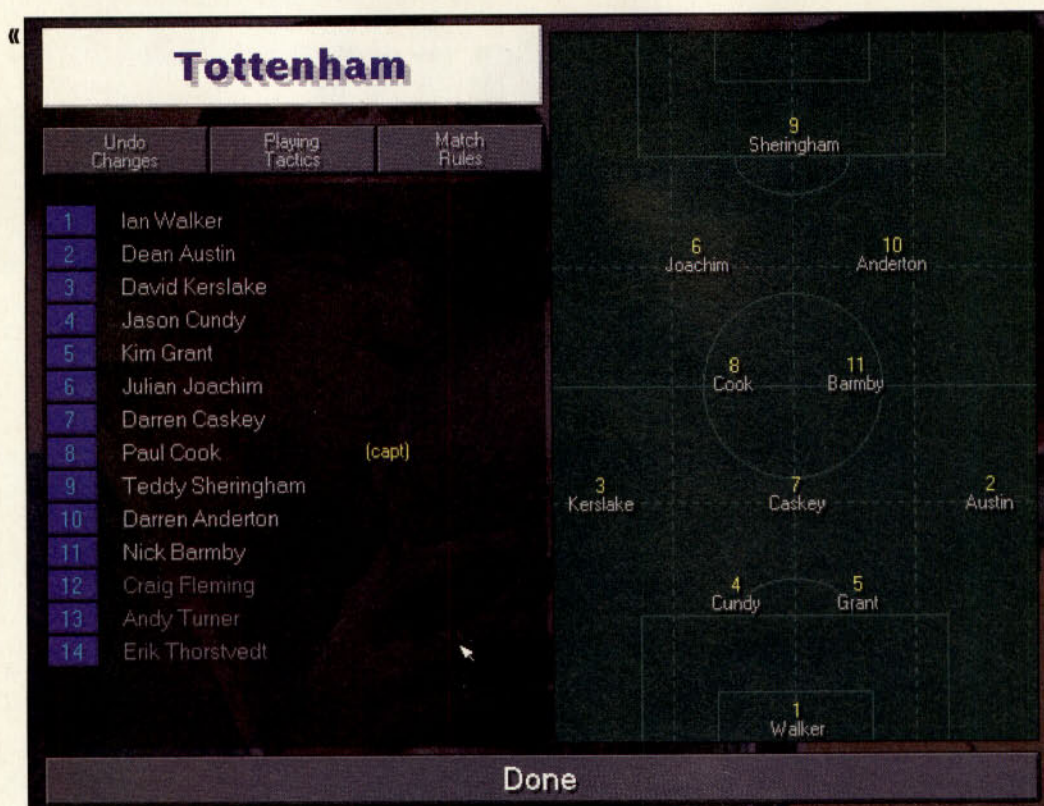 «
Tottenham
Undo
Changes
Playing
Tactics
Match
Rules
1 Ian Walker
2 Dean Austin
3 David Kerslake
4 Jason Cundy
5 Kim Grant
6 Julian Joachim
7 Darren Caskey
8 Paul Cook (capt)
9 Teddy Sheringham
10 Darren Anderton
11 Nick Barmby
12 Craig Fleming
13 Andy Turner
14 Erik Thorstvedt
9
Sheringham
6 10
Joachim Anderton
8 11
Cook Barmby
3 7 2
Kerslake Caskey Austin
4 5
Cundy Grant
1
Walker
Done